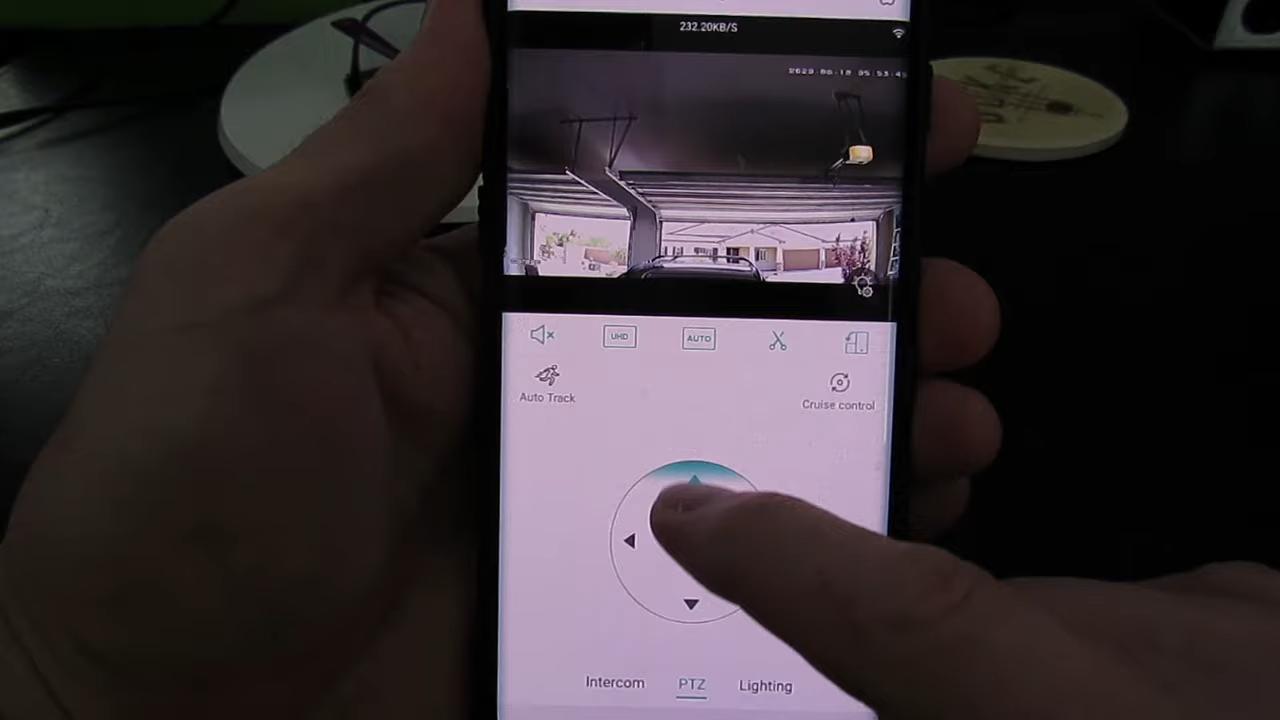 232.20KB/S
UHD
AUTO
Auto Track
Cruise control
Intercom
PTZ
Lighting